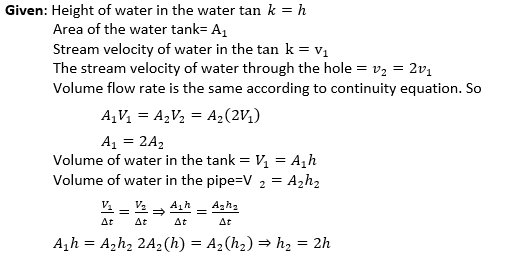 Given: Height of water in the water tan k = h
Area of the water tank= A₁
Stream velocity of water in the tan k = v₁
The stream velocity of water through the hole = v₂ = 2v₁
Volume flow rate is the same according to continuity equation. So
A₁V₁ = A₂V₂ = A₂(2V₁)
A₁ = 2A₂
Volume of water in the tank = V₁ = A₁h
Volume of water in the pipe=V ₂ = A₂h₂
V₁/Δt = V₂/Δt ⇒ A₁h/Δt = A₂h₂/Δt
A₁h = A₂h₂ 2A₂(h) = A₂(h₂) ⇒ h₂ = 2h